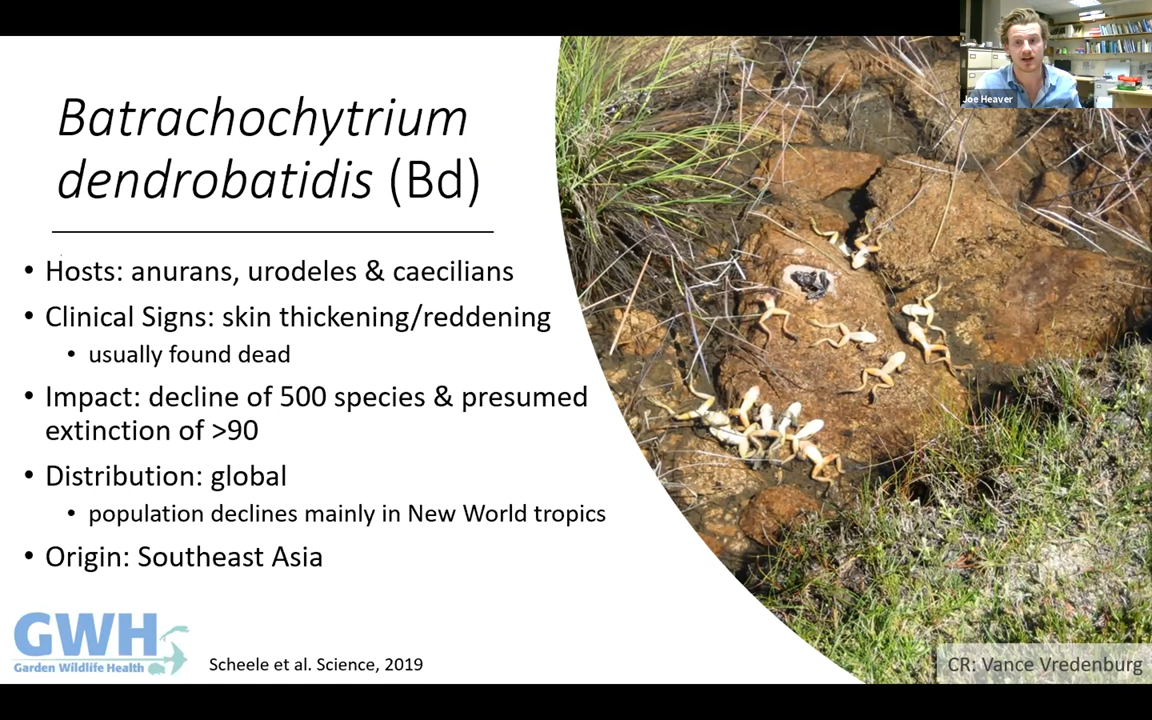 Joe Heaver
Batrachochytrium
dendrobatidis (Bd)
• Hosts: anurans, urodeles & caecilians
• Clinical Signs: skin thickening/reddening
• usually found dead
• Impact: decline of 500 species & presumed
extinction of >90
• Distribution: global
• population declines mainly in New World tropics
• Origin: Southeast Asia
GWH
Garden Wildlife Health
Scheele et al. Science, 2019
CR: Vance Vredenburg